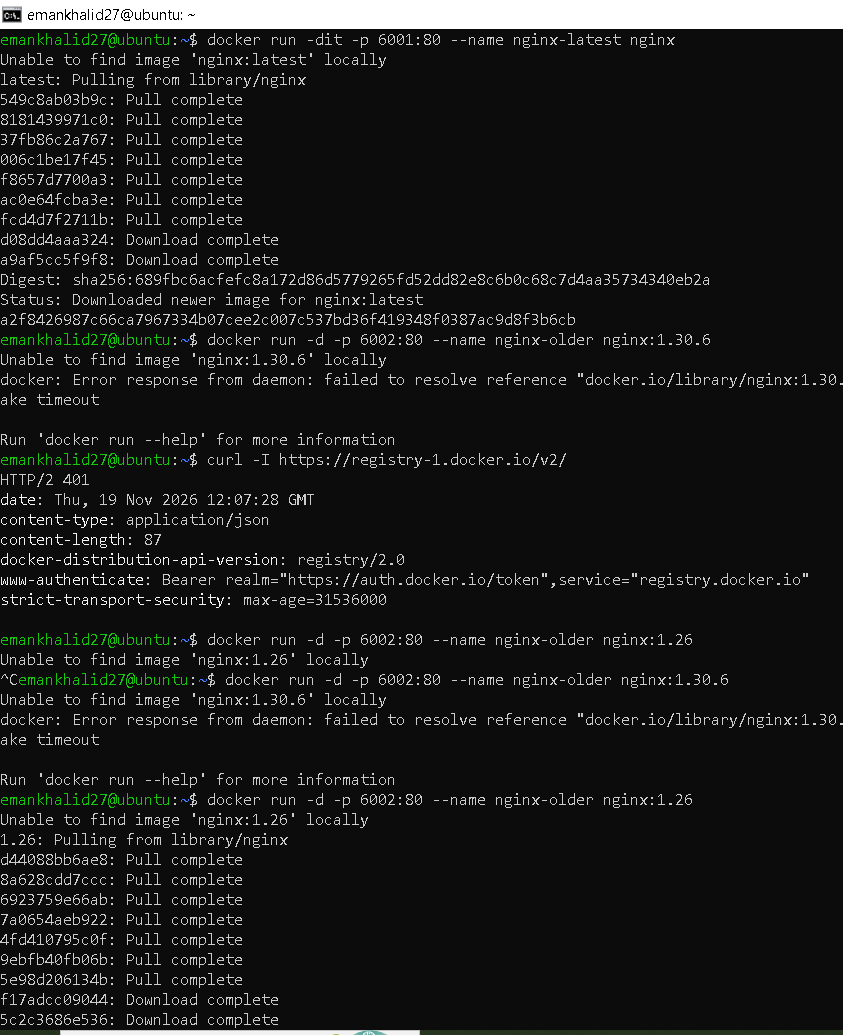 emankhalid27@ubuntu: ~
emankhalid27@ubuntu:~$ docker run -dit -p 6001:80 --name nginx-latest nginx
Unable to find image 'nginx:latest' locally
latest: Pulling from library/nginx
549c8ab03b9c: Pull complete
8181439971c0: Pull complete
37fb86c2a767: Pull complete
006c1be17f45: Pull complete
f8657d7700a3: Pull complete
ac0e64fcba3e: Pull complete
fcd4d7f2711b: Pull complete
d08dd4aaa324: Download complete
a9af5cc5f9f8: Download complete
Digest: sha256:689fbc6acfefc8a172d86d5779265fd52dd82e8c6b0c68c7d4aa35734340eb2a
Status: Downloaded newer image for nginx:latest
a2f8426987c66ca7967334b07cee2c007c537bd36f419348f0387ac9d8f3b6cb
emankhalid27@ubuntu:~$ docker run -d -p 6002:80 --name nginx-older nginx:1.30.6
Unable to find image 'nginx:1.30.6' locally
docker: Error response from daemon: failed to resolve reference "docker.io/library/nginx:1.30.
ake timeout
Run 'docker run --help' for more information
emankhalid27@ubuntu:~$ curl -I https://registry-1.docker.io/v2/
HTTP/2 401
date: Thu, 19 Nov 2026 12:07:28 GMT
content-type: application/json
content-length: 87
docker-distribution-api-version: registry/2.0
www-authenticate: Bearer realm="https://auth.docker.io/token",service="registry.docker.io"
strict-transport-security: max-age=31536000
emankhalid27@ubuntu:~$ docker run -d -p 6002:80 --name nginx-older nginx:1.26
Unable to find image 'nginx:1.26' locally
^Cemankhalid27@ubuntu:~$ docker run -d -p 6002:80 --name nginx-older nginx:1.30.6
Unable to find image 'nginx:1.30.6' locally
docker: Error response from daemon: failed to resolve reference "docker.io/library/nginx:1.30.
ake timeout
Run 'docker run --help' for more information
emankhalid27@ubuntu:~$ docker run -d -p 6002:80 --name nginx-older nginx:1.26
Unable to find image 'nginx:1.26' locally
1.26: Pulling from library/nginx
d44088bb6ae8: Pull complete
8a628cdd7ccc: Pull complete
6923759e66ab: Pull complete
7a0654aeb922: Pull complete
4fd410795c0f: Pull complete
9ebfb40fb06b: Pull complete
5e98d206134b: Pull complete
f17adcc09044: Download complete
5c2c3686e536: Download complete